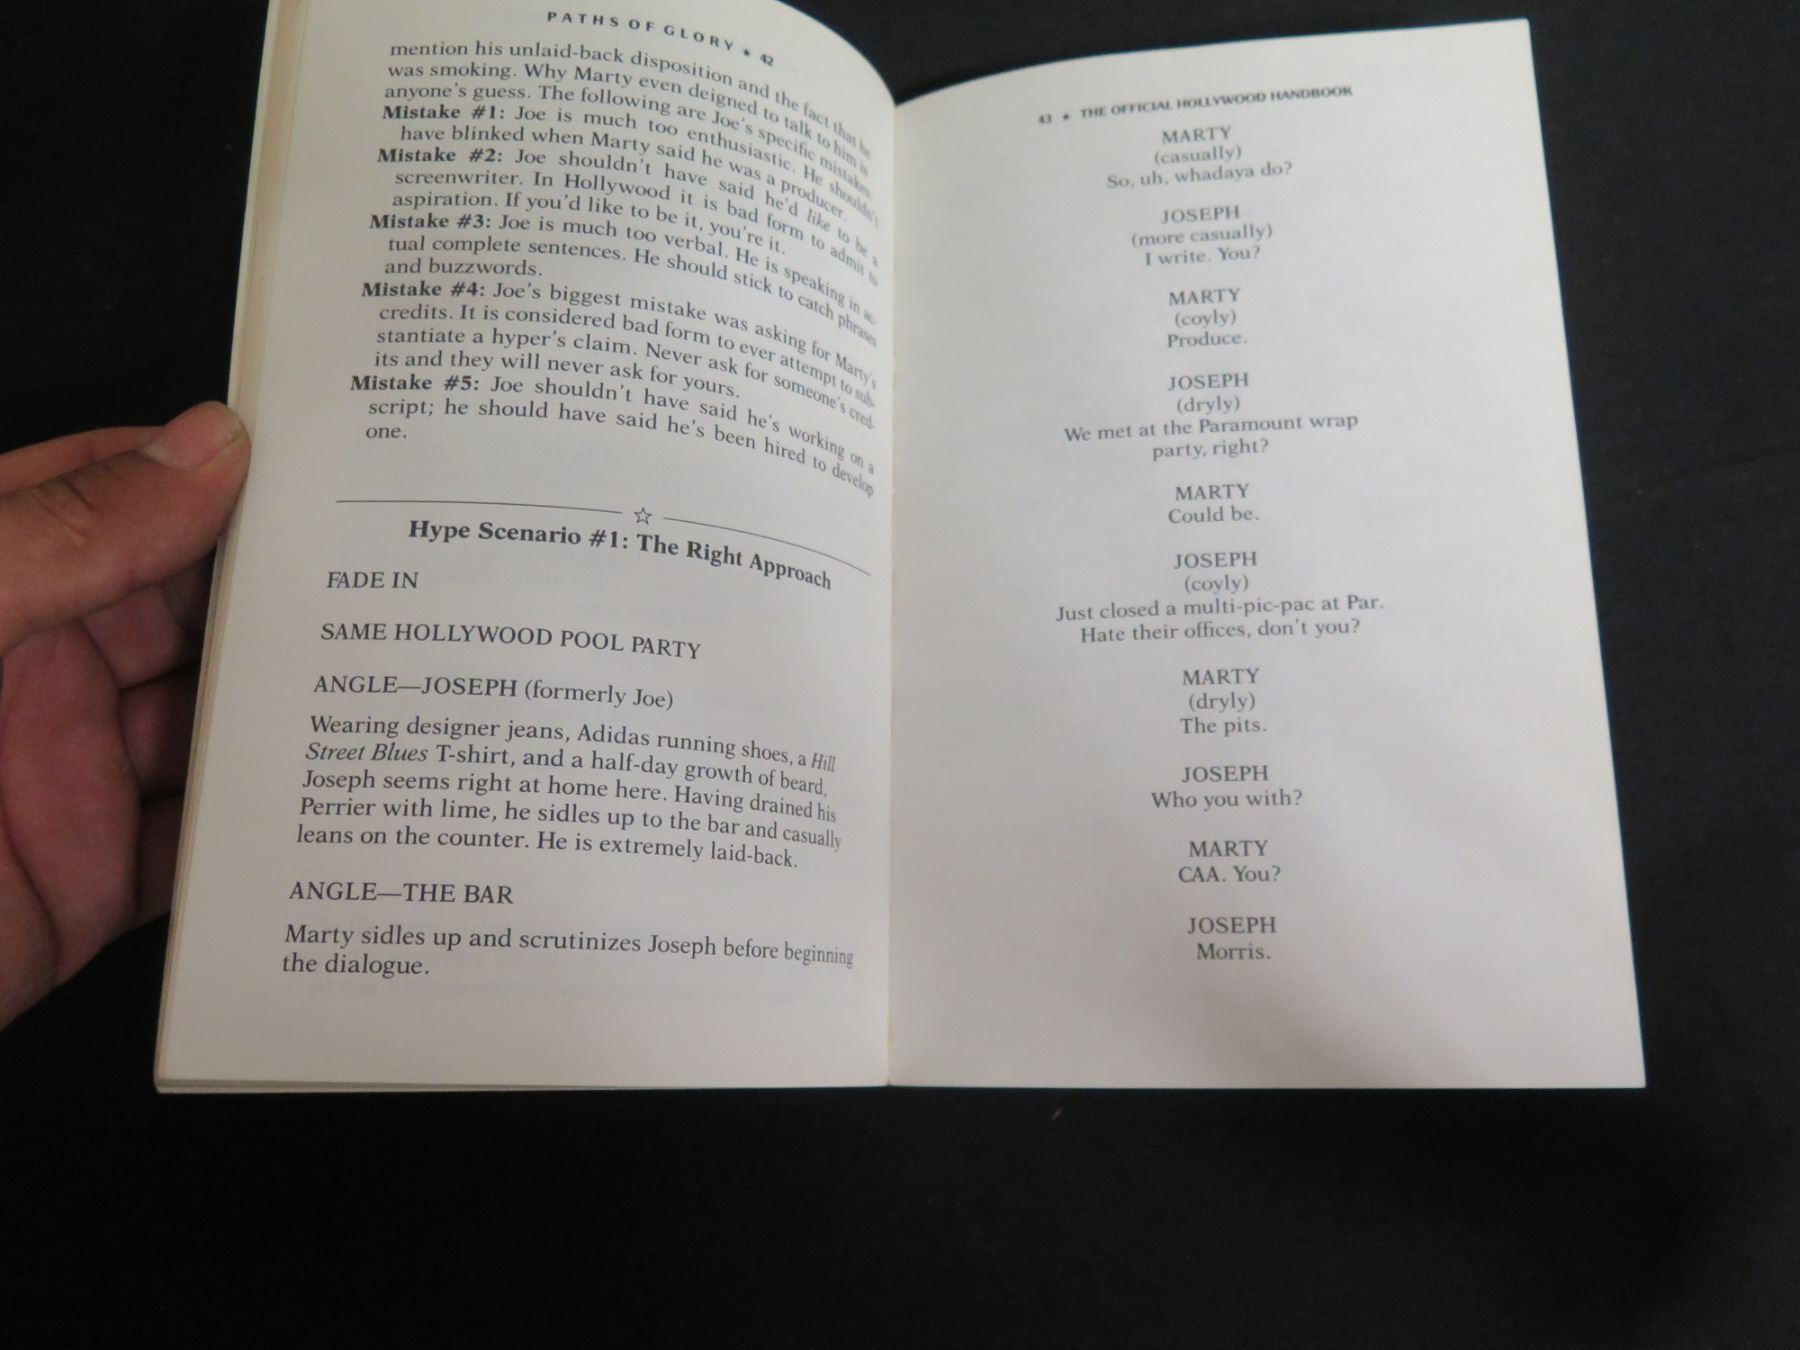 PATHS OF GLORY ★ 42
mention his unlaid-back disposition and the fact that he
was smoking. Why Marty even deigned to talk to him is
anyone's guess. The following are Joe's specific mistakes.
Mistake #1: Joe is much too enthusiastic. He shouldn't
have blinked when Marty said he was a producer.
Mistake #2: Joe shouldn't have said he'd like to be a
screenwriter. In Hollywood it is bad form to admit to
aspiration. If you'd like to be it, you're it.
Mistake #3: Joe is much too verbal. He is speaking in ac-
tual complete sentences. He should stick to catch phrases
and buzzwords.
Mistake #4: Joe's biggest mistake was asking for Marty's
credits. It is considered bad form to ever attempt to sub-
stantiate a hyper's claim. Never ask for someone's cred-
its and they will never ask for yours.
Mistake #5: Joe shouldn't have said he's working on a
script; he should have said he's been hired to develop
one.
☆
Hype Scenario #1: The Right Approach
FADE IN
SAME HOLLYWOOD POOL PARTY
ANGLE—JOSEPH (formerly Joe)
Wearing designer jeans, Adidas running shoes, a Hill
Street Blues T-shirt, and a half-day growth of beard,
Joseph seems right at home here. Having drained his
Perrier with lime, he sidles up to the bar and casually
leans on the counter. He is extremely laid-back.
ANGLE—THE BAR
Marty sidles up and scrutinizes Joseph before beginning
the dialogue.
43 ★ THE OFFICIAL HOLLYWOOD HANDBOOK
MARTY
(casually)
So, uh, whadaya do?
JOSEPH
(more casually)
I write. You?
MARTY
(coyly)
Produce.
JOSEPH
(dryly)
We met at the Paramount wrap
party, right?
MARTY
Could be.
JOSEPH
(coyly)
Just closed a multi-pic-pac at Par.
Hate their offices, don't you?
MARTY
(dryly)
The pits.
JOSEPH
Who you with?
MARTY
CAA. You?
JOSEPH
Morris.